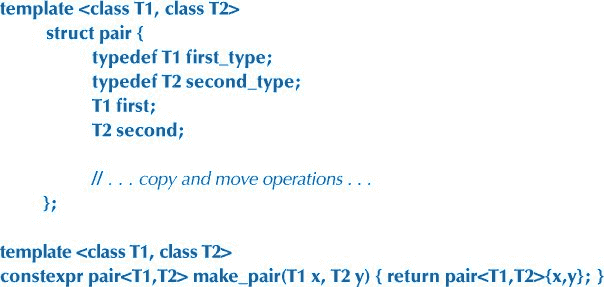 template <class T1, class T2>
struct pair {
typedef T1 first_type;
typedef T2 second_type;
T1 first;
T2 second;
// . . . copy and move operations . . .
};
template <class T1, class T2>
constexpr pair<T1,T2> make_pair(T1 x, T2 y) { return pair<T1,T2>{x,y}; }